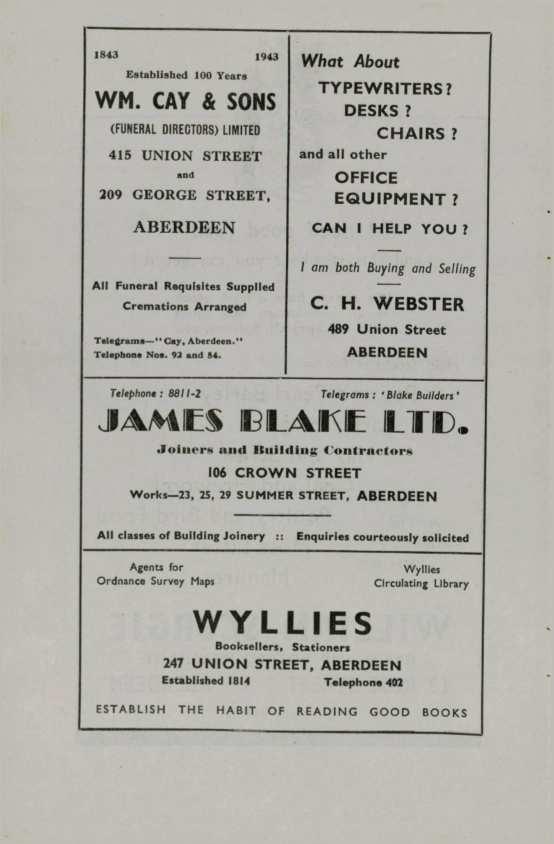 1843 1943
Established 100 Years
WM. CAY & SONS
(FUNERAL DIRECTORS) LIMITED
415 UNION STREET
and
209 GEORGE STREET,
ABERDEEN
All Funeral Requisites Supplied
Cremations Arranged
Telegrams—"Cay, Aberdeen."
Telephone Nos. 92 and 84.
What About
TYPEWRITERS?
DESKS ?
CHAIRS ?
and all other
OFFICE
EQUIPMENT ?
CAN I HELP YOU ?
I am both Buying and Selling
C. H. WEBSTER
489 Union Street
ABERDEEN
Telephone : 8811-2 Telegrams : 'Blake Builders'
JAMES BLAKE LTD.
Joiners and Building Contractors
106 CROWN STREET
Works—23, 25, 29 SUMMER STREET, ABERDEEN
All classes of Building Joinery :: Enquiries courteously solicited
Agents for
Ordnance Survey Maps
Wyllies
Circulating Library
WYLLIES
Booksellers, Stationers
247 UNION STREET, ABERDEEN
Established 1814 Telephone 402
ESTABLISH THE HABIT OF READING GOOD BOOKS